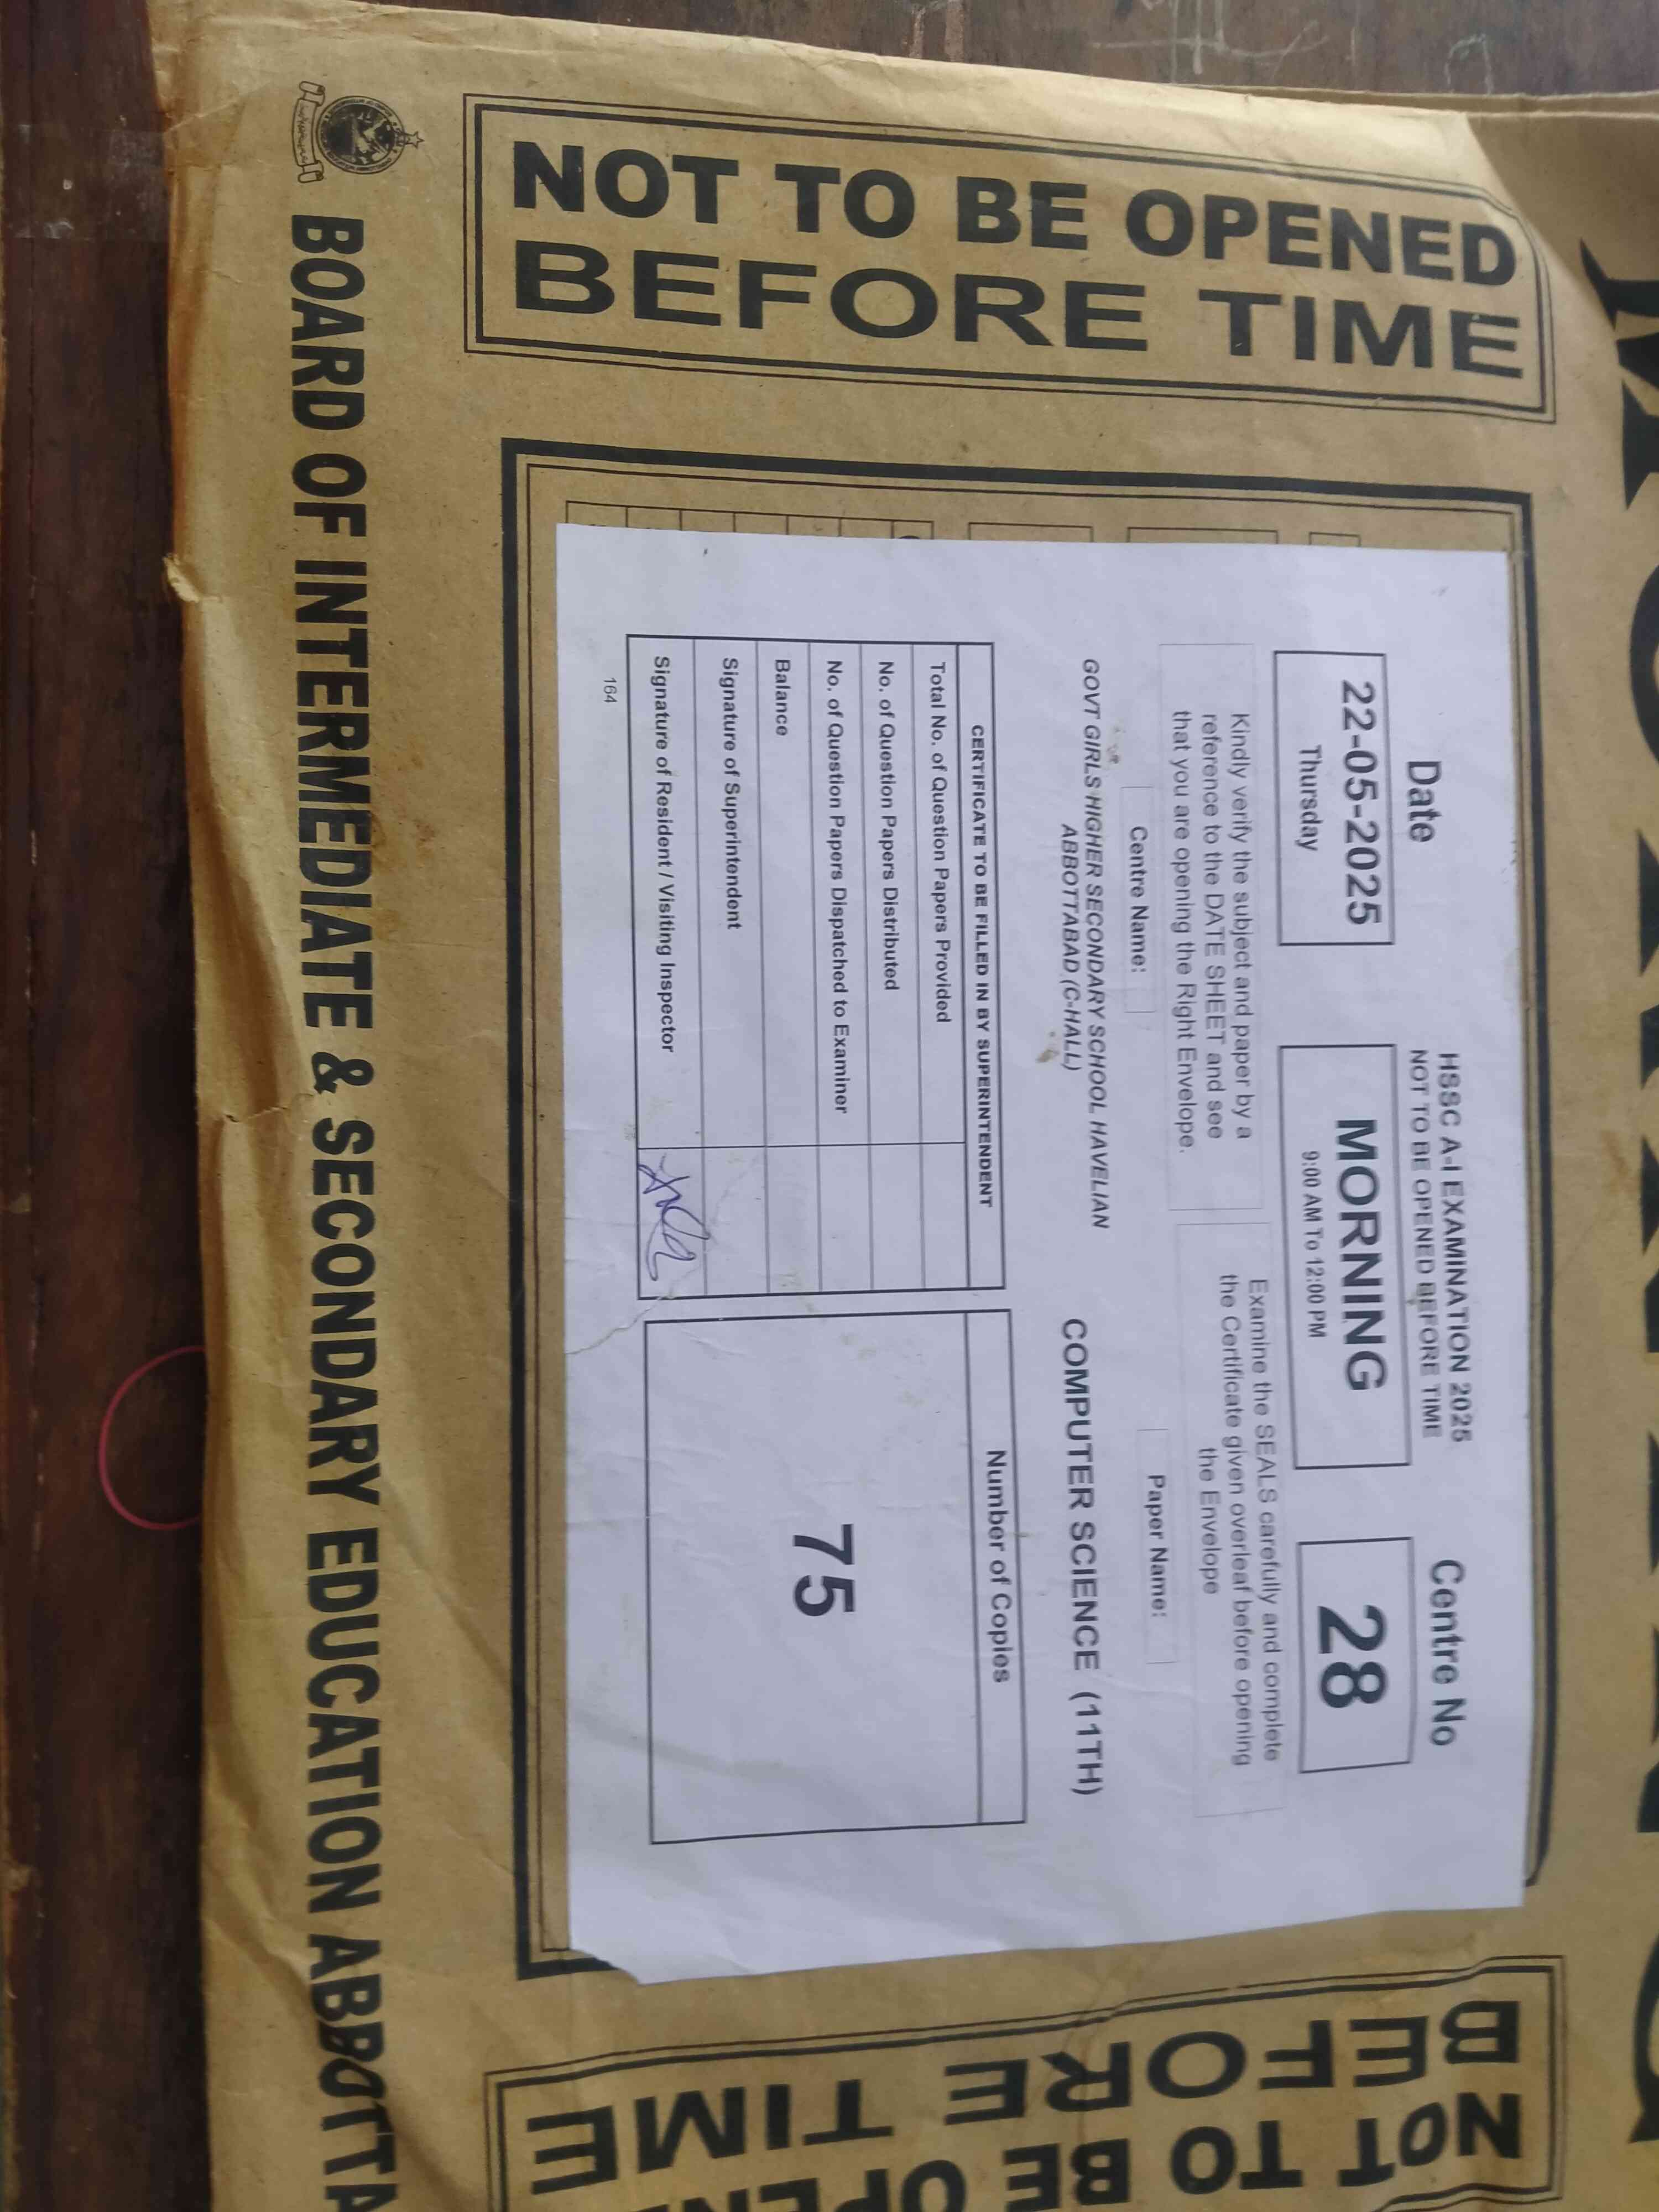 NOT TO BE OPENED
BEFORE TIME
BOARD OF INTERMEDIATE & SECONDARY EDUCATION
HSSC A-I EXAMINATION 2025
NOT TO BE OPENED BEFORE TIME
Date
22-05-2025
Thursday
MORNING
9:00 AM To 12:00 PM
Centre No
28
Kindly verify the subject and paper by a
reference to the DATE SHEET and see
that you are opening the Right Envelope.
Examine the SEALS carefully and complete
the Certificate given overleaf before opening
the Envelope
Centre Name:
GOVT GIRLS HIGHER SECONDARY SCHOOL HAVELIAN
ABBOTTABAD (C-HALL)
Paper Name:
COMPUTER SCIENCE (11TH)
CERTIFICATE TO BE FILLED IN BY SUPERINTENDENT
Total No. of Question Papers Provided
No. of Question Papers Distributed
No. of Question Papers Dispatched to Examiner
Balance
Signature of Superintendent
Signature of Resident / Visiting Inspector
Number of Copies
75
164
NOT TO BE
BEFORE TIME